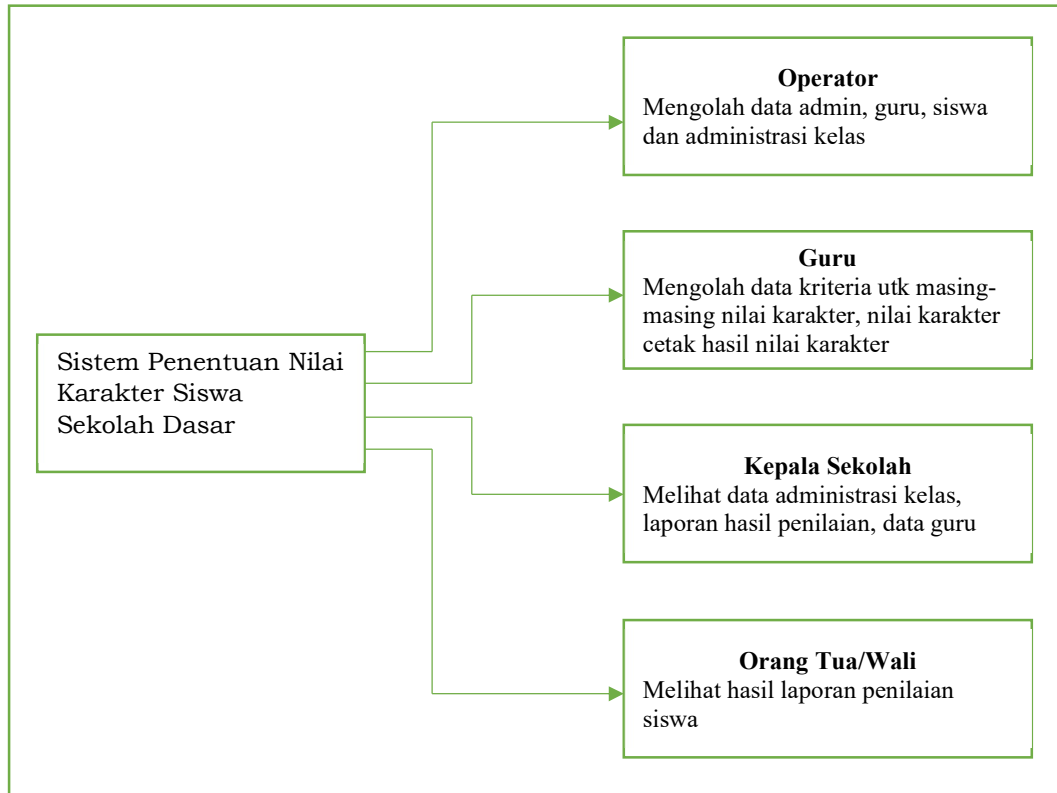 Operator
Mengolah data admin, guru, siswa
dan administrasi kelas
Guru
Mengolah data kriteria utk masing-
masing nilai karakter, nilai karakter
cetak hasil nilai karakter
Sistem Penentuan Nilai
Karakter Siswa
Sekolah Dasar
Kepala Sekolah
Melihat data administrasi kelas,
laporan hasil penilaian, data guru
Orang Tua/Wali
Melihat hasil laporan penilaian
siswa